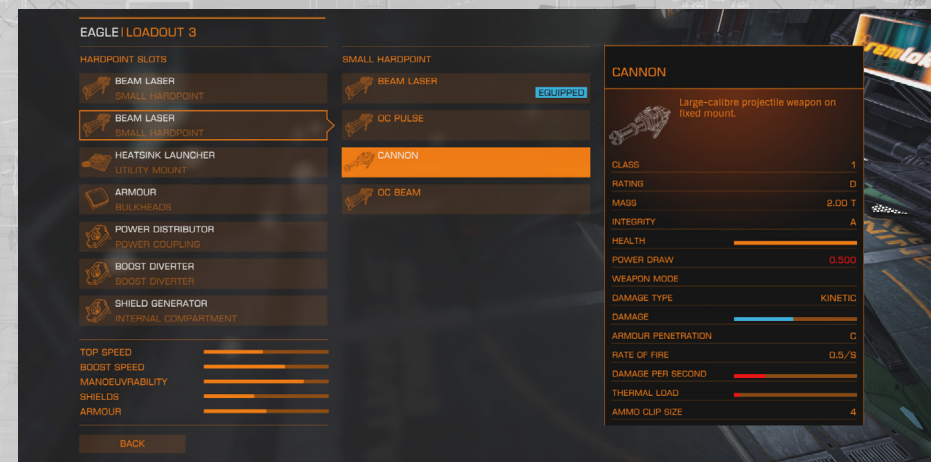 EAGLE | LOADOUT 3
HARDPOINT SLOTS
BEAM LASER
SMALL HARDPOINT
BEAM LASER
SMALL HARDPOINT
HEATSINK LAUNCHER
UTILITY MOUNT
ARMOUR
BULKHEADS
POWER DISTRIBUTOR
POWER COUPLING
BOOST DIVERTER
BOOST DIVERTER
SHIELD GENERATOR
INTERNAL COMPARTMENT
TOP SPEED
BOOST SPEED
MANOEUVRABILITY
SHIELDS
ARMOUR
BACK
SMALL HARDPOINT
BEAM LASER
EQUIPPED
OC PULSE
CANNON
OC BEAM
CANNON
Large-calibre projectile weapon on
fixed mount.
CLASS 1
RATING D
MASS 2.00 T
INTEGRITY A
HEALTH
POWER DRAW 0.500
WEAPON MODE
DAMAGE TYPE KINETIC
DAMAGE
ARMOUR PENETRATION C
RATE OF FIRE 0.5/S
DAMAGE PER SECOND
THERMAL LOAD
AMMO CLIP SIZE 4